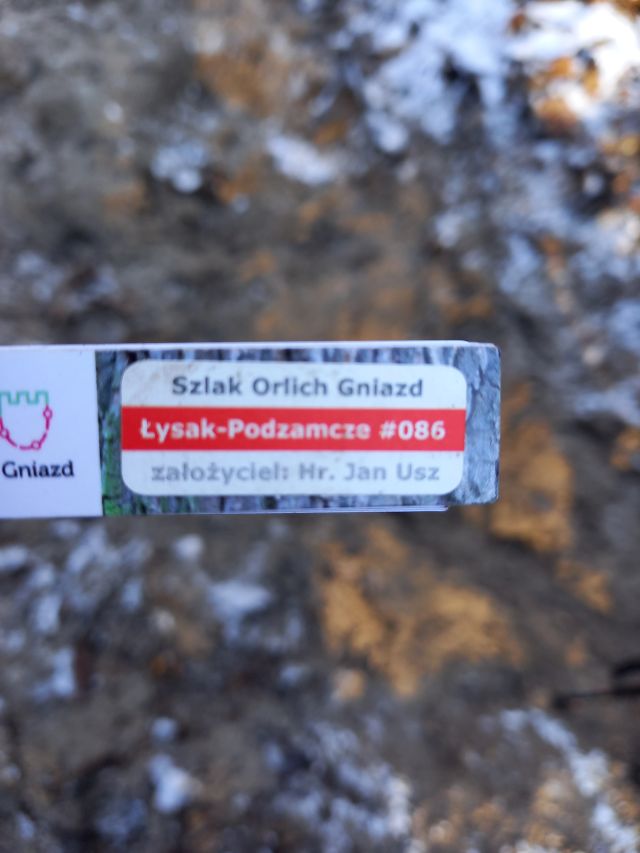 Szlak Orlich Gniazd
Łysak-Podzamcze #086
założyciel: Hr. Jan Usz
Gniazd